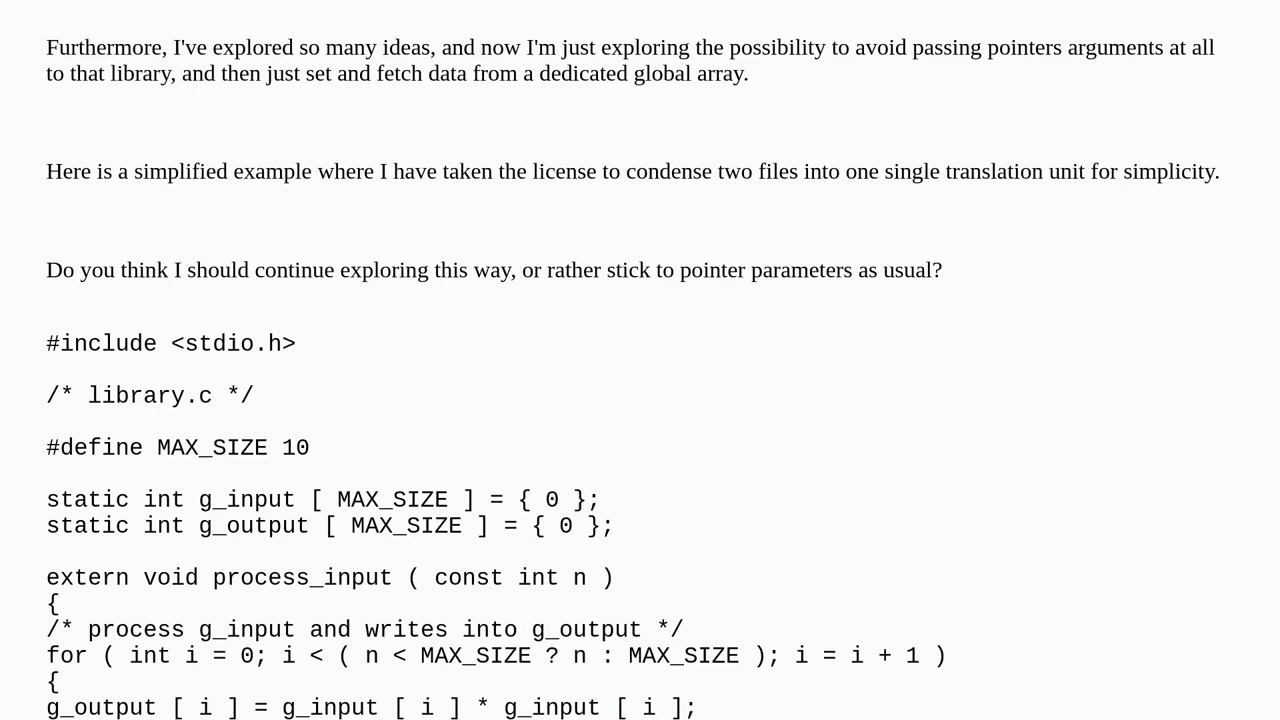 Furthermore, I've explored so many ideas, and now I'm just exploring the possibility to avoid passing pointers arguments at all
to that library, and then just set and fetch data from a dedicated global array.
Here is a simplified example where I have taken the license to condense two files into one single translation unit for simplicity.
Do you think I should continue exploring this way, or rather stick to pointer parameters as usual?
#include <stdio.h>
/* library.c */
#define MAX_SIZE 10
static int g_input [ MAX_SIZE ] = { 0 };
static int g_output [ MAX_SIZE ] = { 0 };
extern void process_input ( const int n )
{
/* process g_input and writes into g_output */
for ( int i = 0; i < ( n < MAX_SIZE ? n : MAX_SIZE ); i = i + 1 )
{
g_output [ i ] = g_input [ i ] * g_input [ i ];